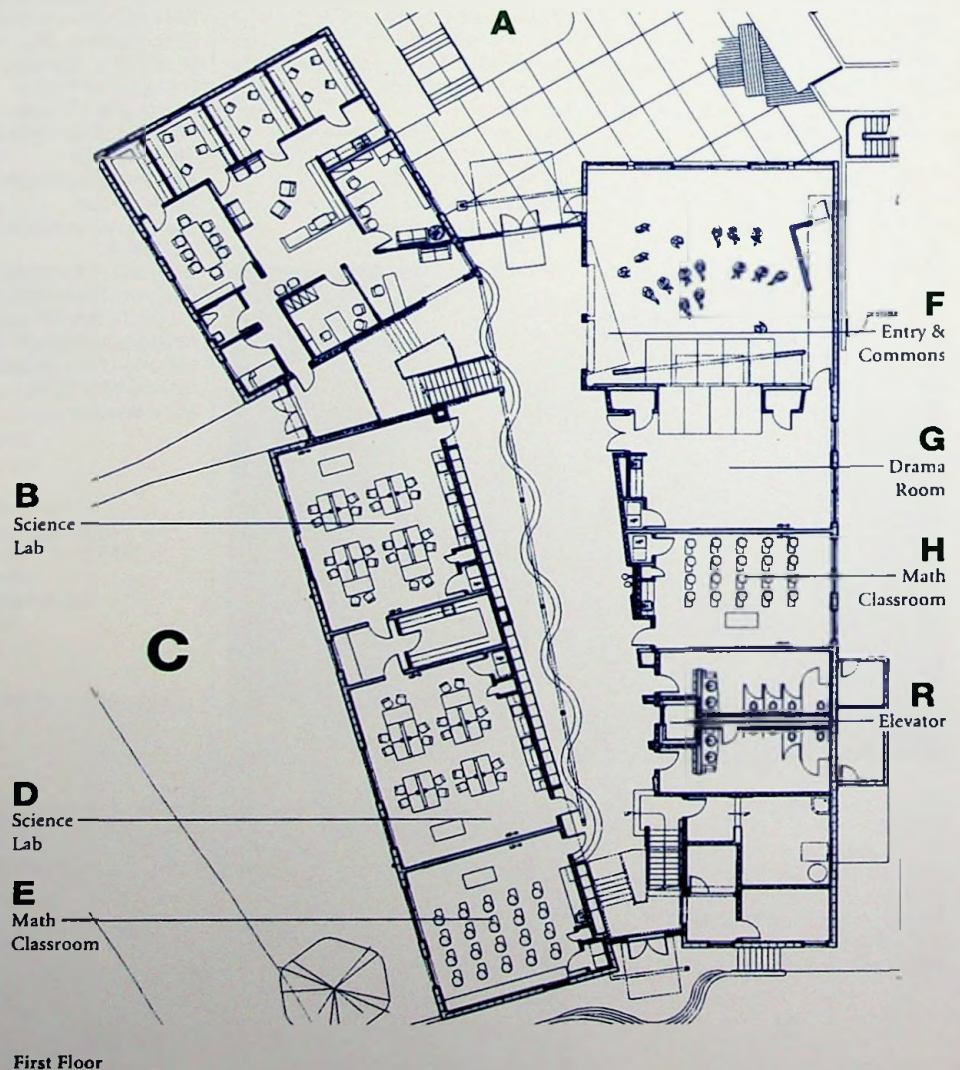 A
F
Entry &
Commons
G
Drama
Room
B
Science
Lab
H
Math
Classroom
C
R
Elevator
D
Science
Lab
E
Math
Classroom
First Floor